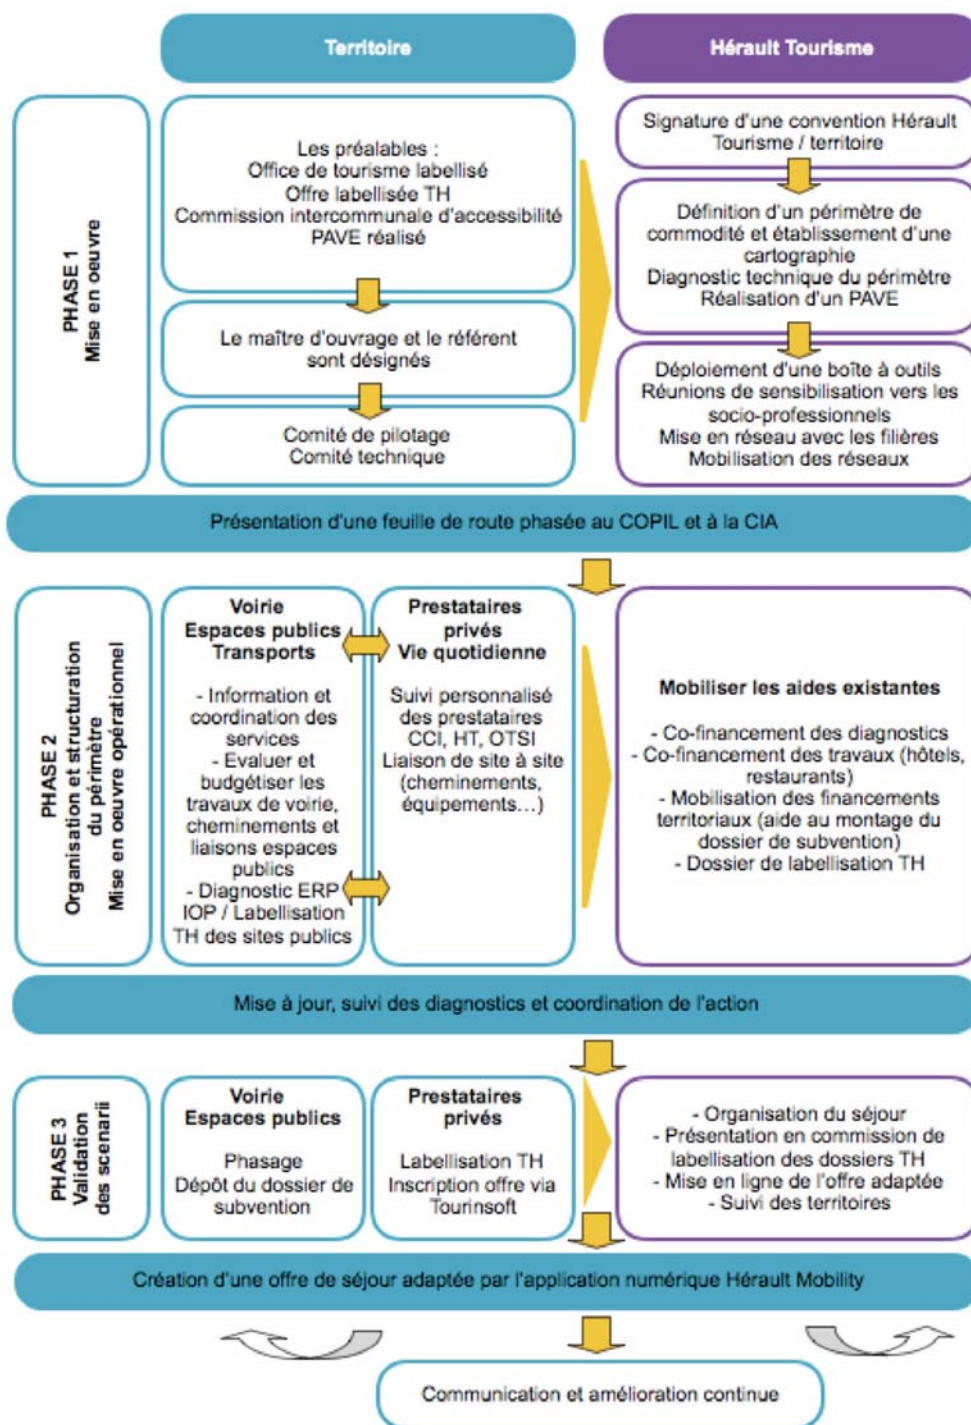 Territoire
Hérault Tourisme
PHASE 1
Mise en oeuvre
Les préalables :
Office de tourisme labellisé
Offre labellisée TH
Commission intercommunale d'accessibilité
PAVE réalisé
Le maître d'ouvrage et le référent
sont désignés
Comité de pilotage
Comité technique
Signature d'une convention Hérault
Tourisme / territoire
Définition d'un périmètre de
commodité et établissement d'une
cartographie
Diagnostic technique du périmètre
Réalisation d'un PAVE
Déploiement d'une boîte à outils
Réunions de sensibilisation vers les
socio-professionnels
Mise en réseau avec les filières
Mobilisation des réseaux
Présentation d'une feuille de route phasée au COPIL et à la CIA
PHASE 2
Organisation et structuration
du périmètre
Mise en oeuvre opérationnel
Voirie
Espaces publics
Transports
- Information et
coordination des
services
- Evaluer et
budgétiser les
travaux de voirie,
cheminements et
liaisons espaces
publics
- Diagnostic ERP
IOP / Labellisation
TH des sites publics
Prestataires
privés
Vie quotidienne
Suivi personnalisé
des prestataires
CCI, HT, OTSI
Liaison de site à site
(cheminements,
équipements...)
Mobiliser les aides existantes
- Co-financement des diagnostics
- Co-financement des travaux (hôtels,
restaurants)
- Mobilisation des financements
territoriaux (aide au montage du
dossier de subvention)
- Dossier de labellisation TH
Mise à jour, suivi des diagnostics et coordination de l'action
PHASE 3
Validation
des scenarii
Voirie
Espaces publics
Phasage
Dépôt du dossier de
subvention
Prestataires
privés
Labellisation TH
Inscription offre via
Tourinsoft
- Organisation du séjour
- Présentation en commission de
labellisation des dossiers TH
- Mise en ligne de l'offre adaptée
- Suivi des territoires
Création d'une offre de séjour adaptée par l'application numérique Hérault Mobility
Communication et amélioration continue